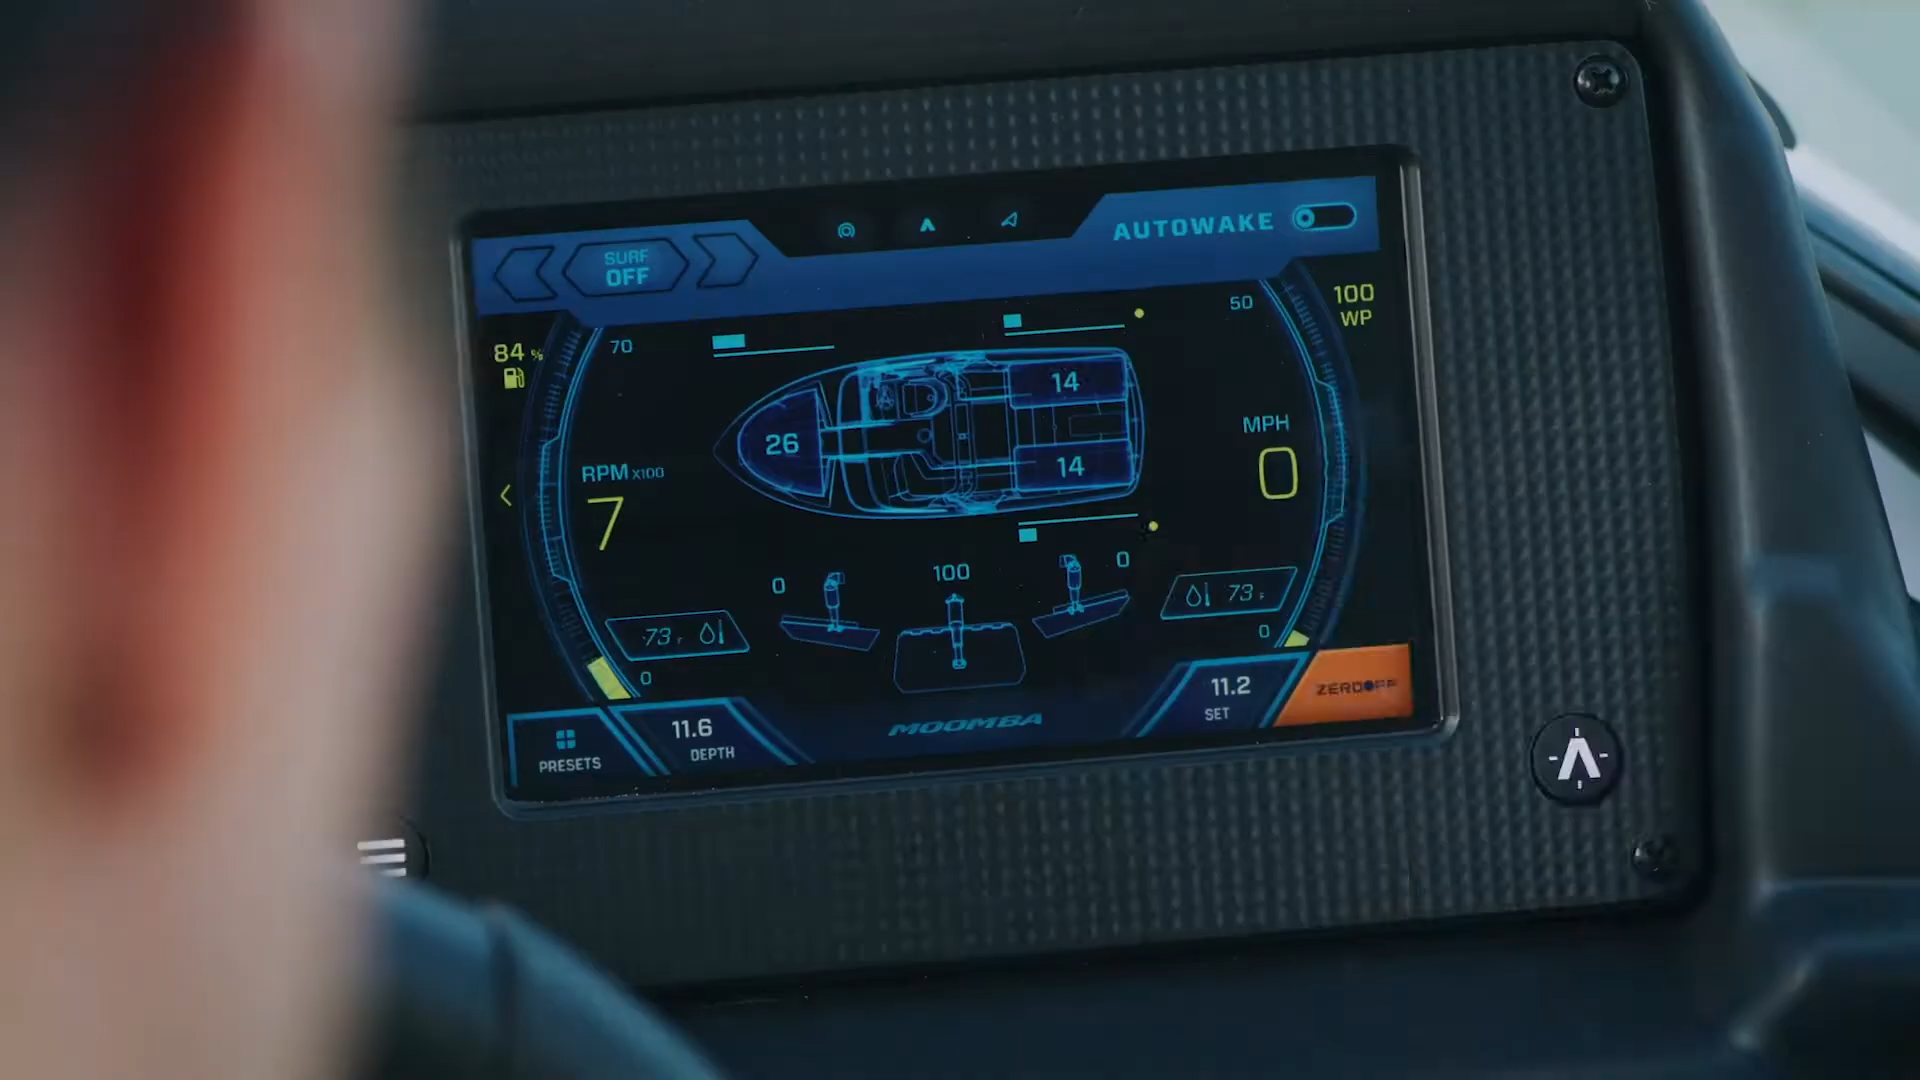 SURF
OFF
AUTOWAKE
84 %
70
50
100
WP
14
26
14
RPM X100
7
MPH
0
0
100
0
73 F
73 F
0
0
PRESETS
11.6
DEPTH
MOOMBA
11.2
SET
ZEROOFF